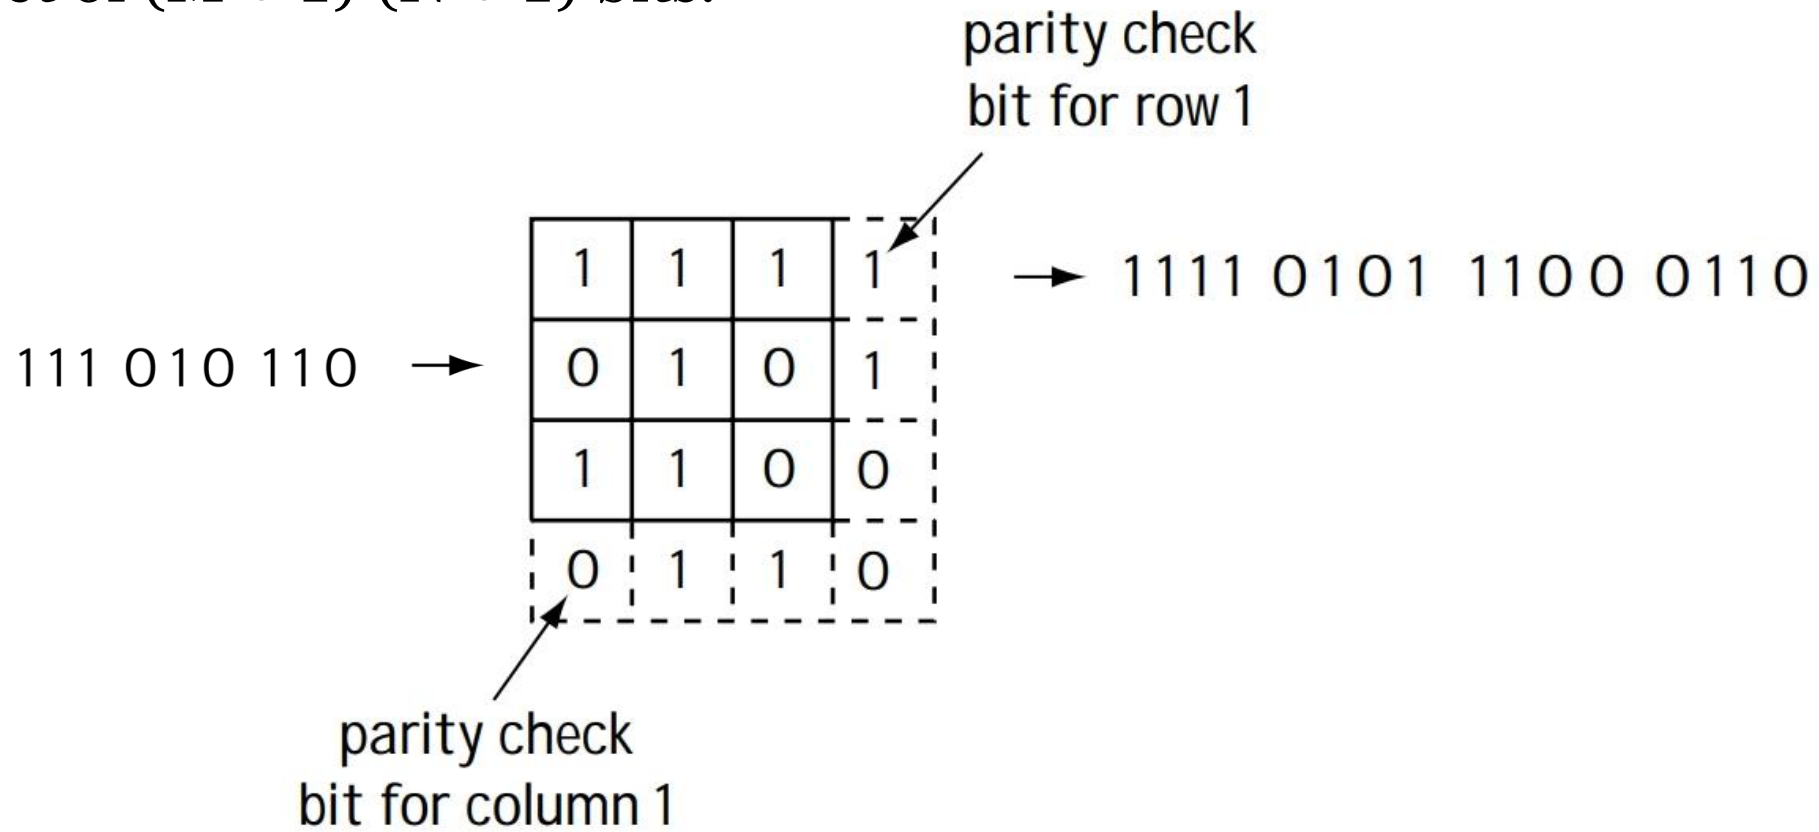 parity check
bit for row 1
1 1 1 1
1111 0101 1100 0110
111 010 110
0 1 0 1
1 1 0 0
0 1 1 0
parity check
bit for column 1